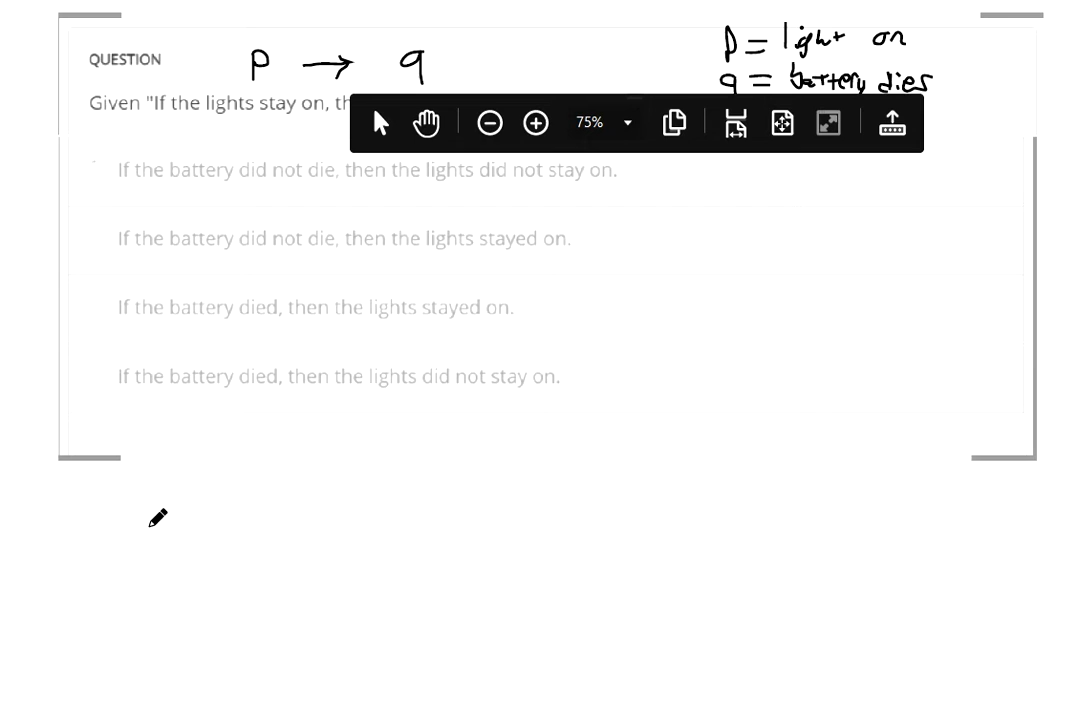 P → q
p = light on
QUESTION
q = battery dies
Given "If the lights stay on, th
75%
If the battery did not die, then the lights did not stay on.
If the battery did not die, then the lights stayed on.
If the battery died, then the lights stayed on.
If the battery died, then the lights did not stay on.